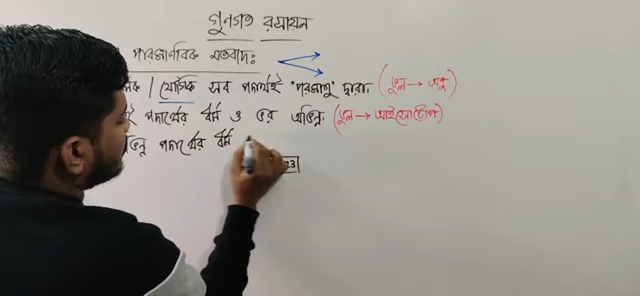 গুণগত রসায়ন
পারমাণবিক মতবাদঃ
যৌগিক সব পদার্থই "পরমাণু" দ্বারা (ভুল → অণু)
পদার্থের ধর্ম ও ভর অভিন্ন (ভুল → আইসোটোপ)
পদার্থের ধর্ম